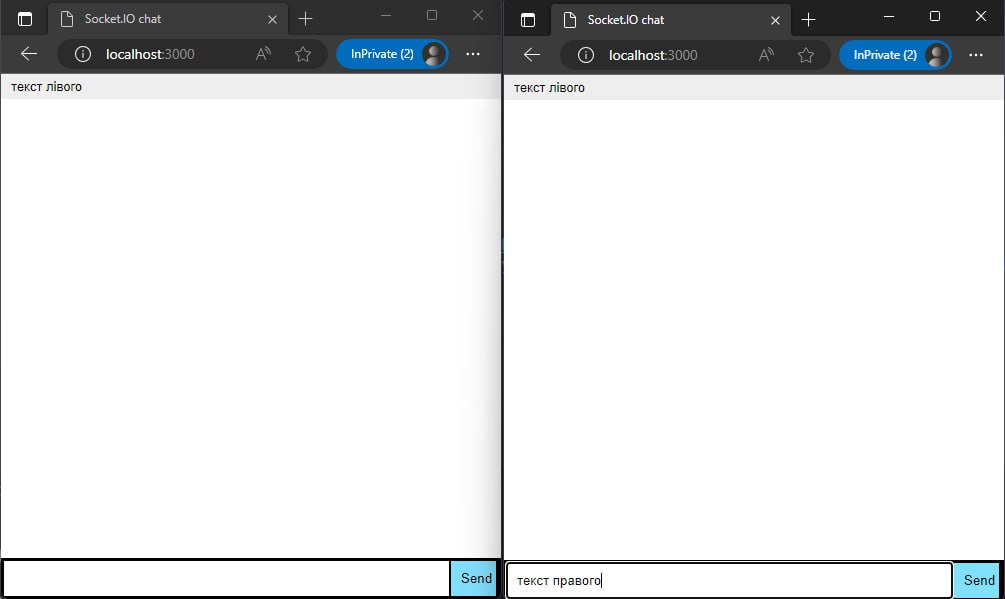 Socket.IO chat
localhost:3000
InPrivate (2)
текст лівого
Send
Socket.IO chat
localhost:3000
InPrivate (2)
текст лівого
текст правого
Send